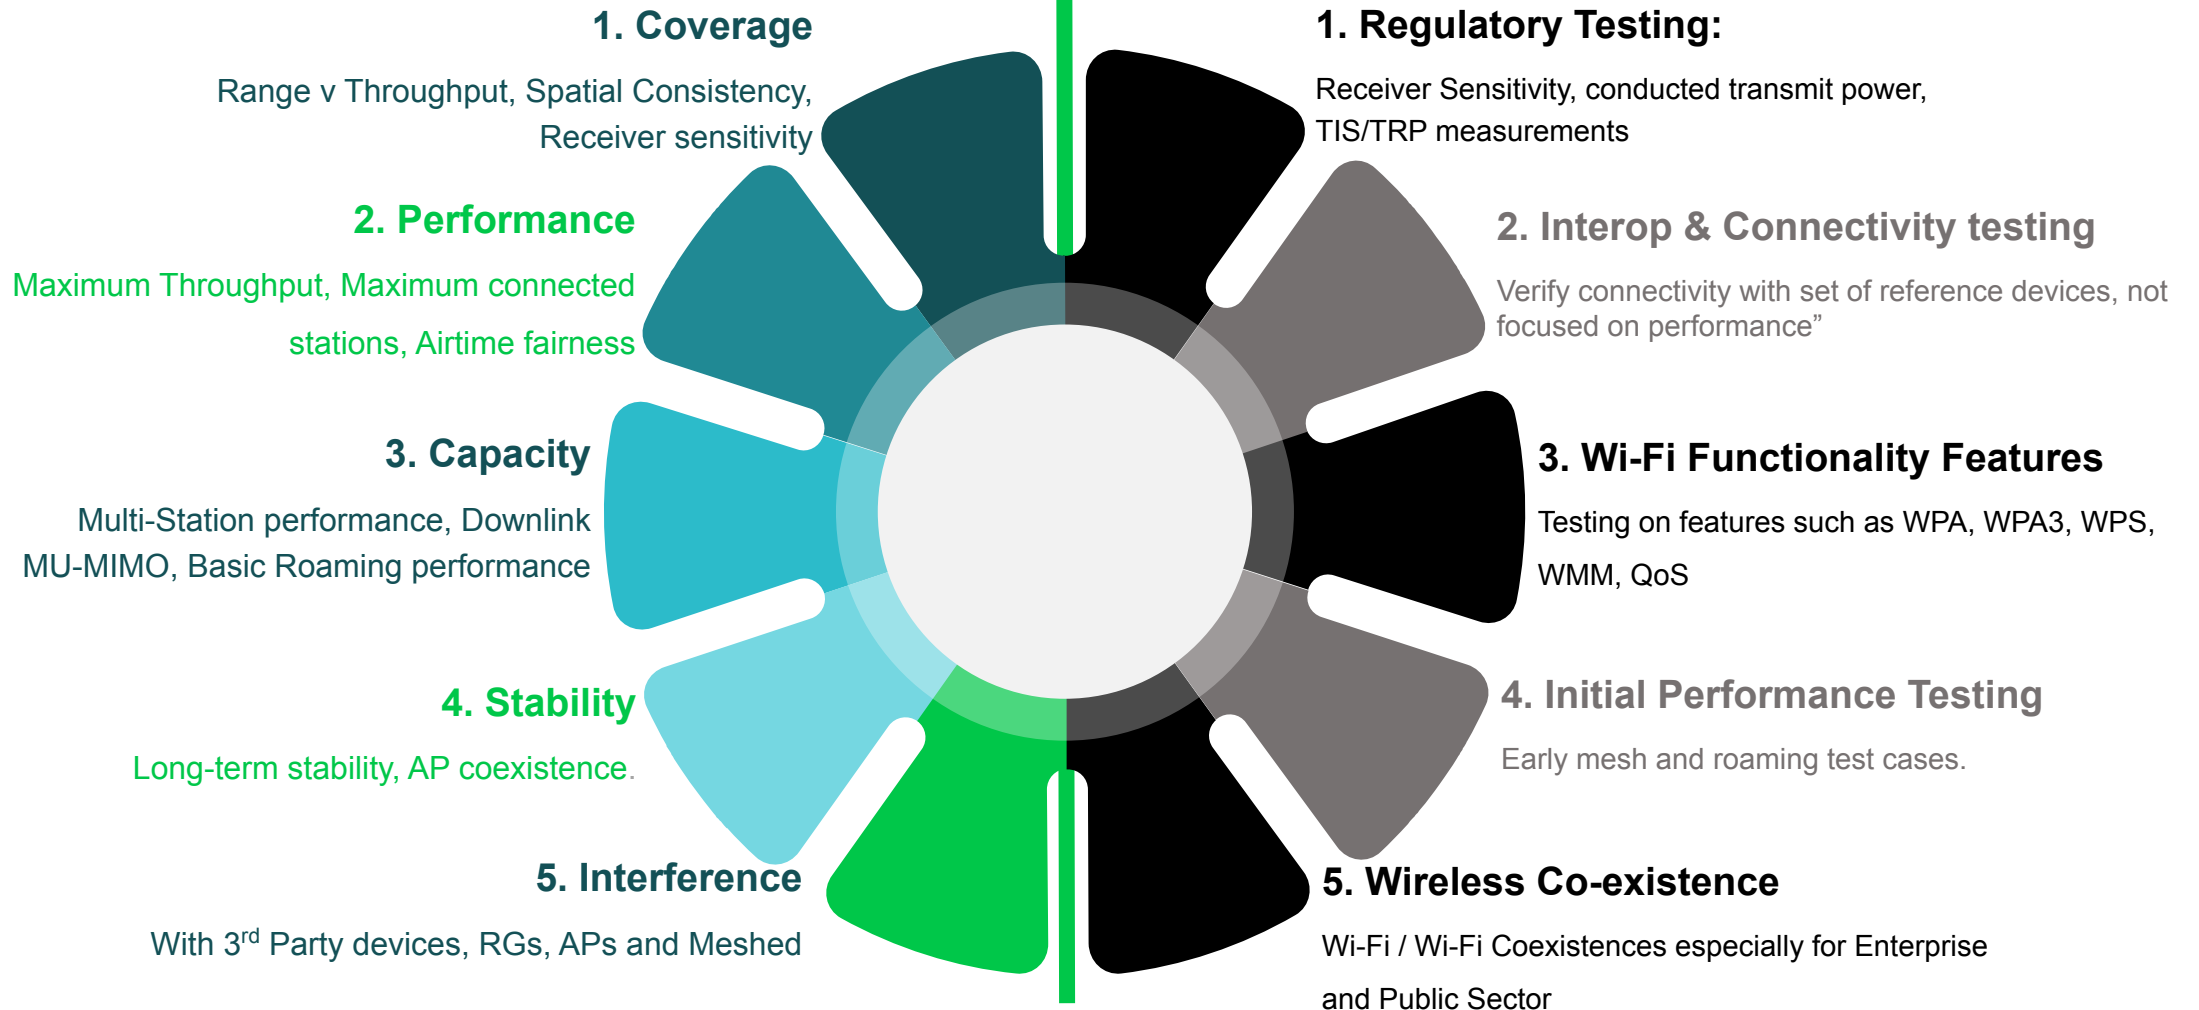 1. Coverage
Range v Throughput, Spatial Consistency,
Receiver sensitivity
2. Performance
Maximum Throughput, Maximum connected
stations, Airtime fairness
3. Capacity
Multi-Station performance, Downlink
MU-MIMO, Basic Roaming performance
4. Stability
Long-term stability, AP coexistence.
5. Interference
With 3rd Party devices, RGs, APs and Meshed
1. Regulatory Testing:
Receiver Sensitivity, conducted transmit power,
TIS/TRP measurements
2. Interop & Connectivity testing
Verify connectivity with set of reference devices, not
focused on performance”
3. Wi-Fi Functionality Features
Testing on features such as WPA, WPA3, WPS,
WMM, QoS
4. Initial Performance Testing
Early mesh and roaming test cases.
5. Wireless Co-existence
Wi-Fi / Wi-Fi Coexistences especially for Enterprise
and Public Sector